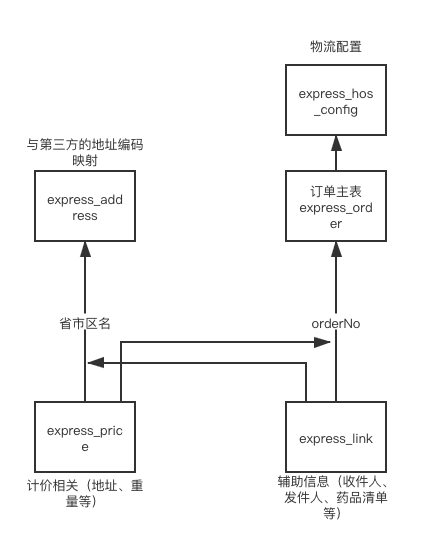 物流配置
express_hos
_config
与第三方的地址编码
映射
express_add
ress
订单主表
express_ord
er
省市区名
orderNo
express_pric
e
express_link
计价相关（地址、重
量等）
辅助信息（收件人、
发件人、药品清单
等）